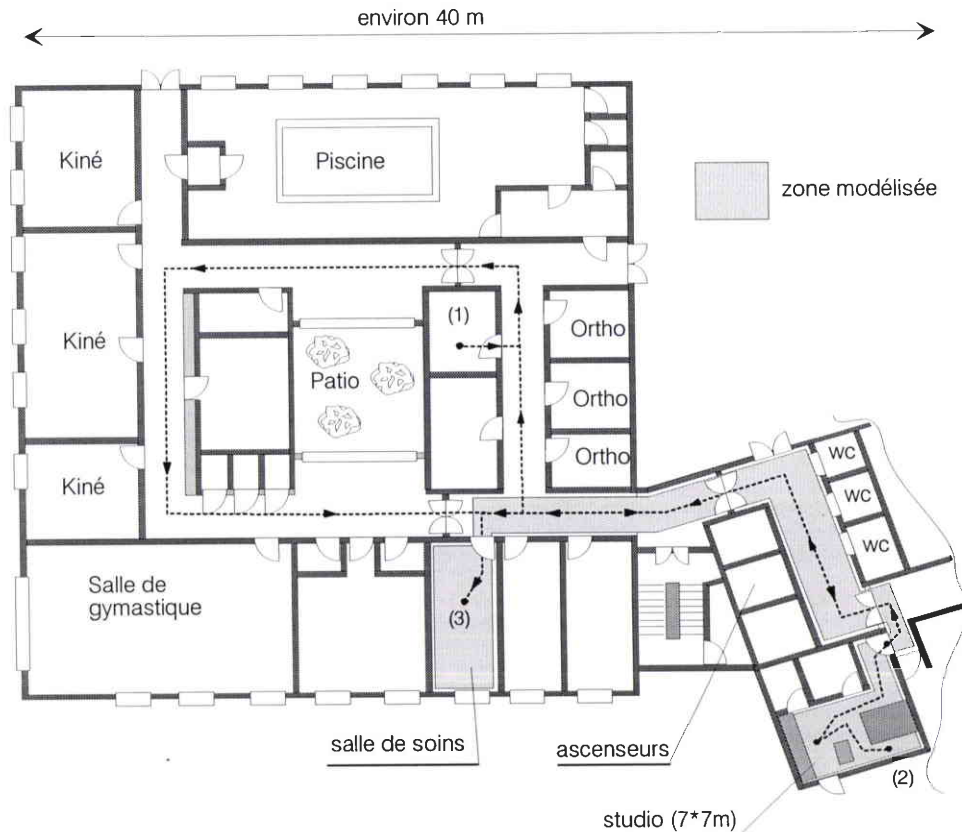 environ 40 m
Kiné
Piscine
zone modélisée
(1)
Ortho
Kiné
Patio
Ortho
Ortho
Kiné
WC
WC
WC
Salle de
gymastique
(3)
salle de soins
ascenseurs
(2)
studio (7*7m)